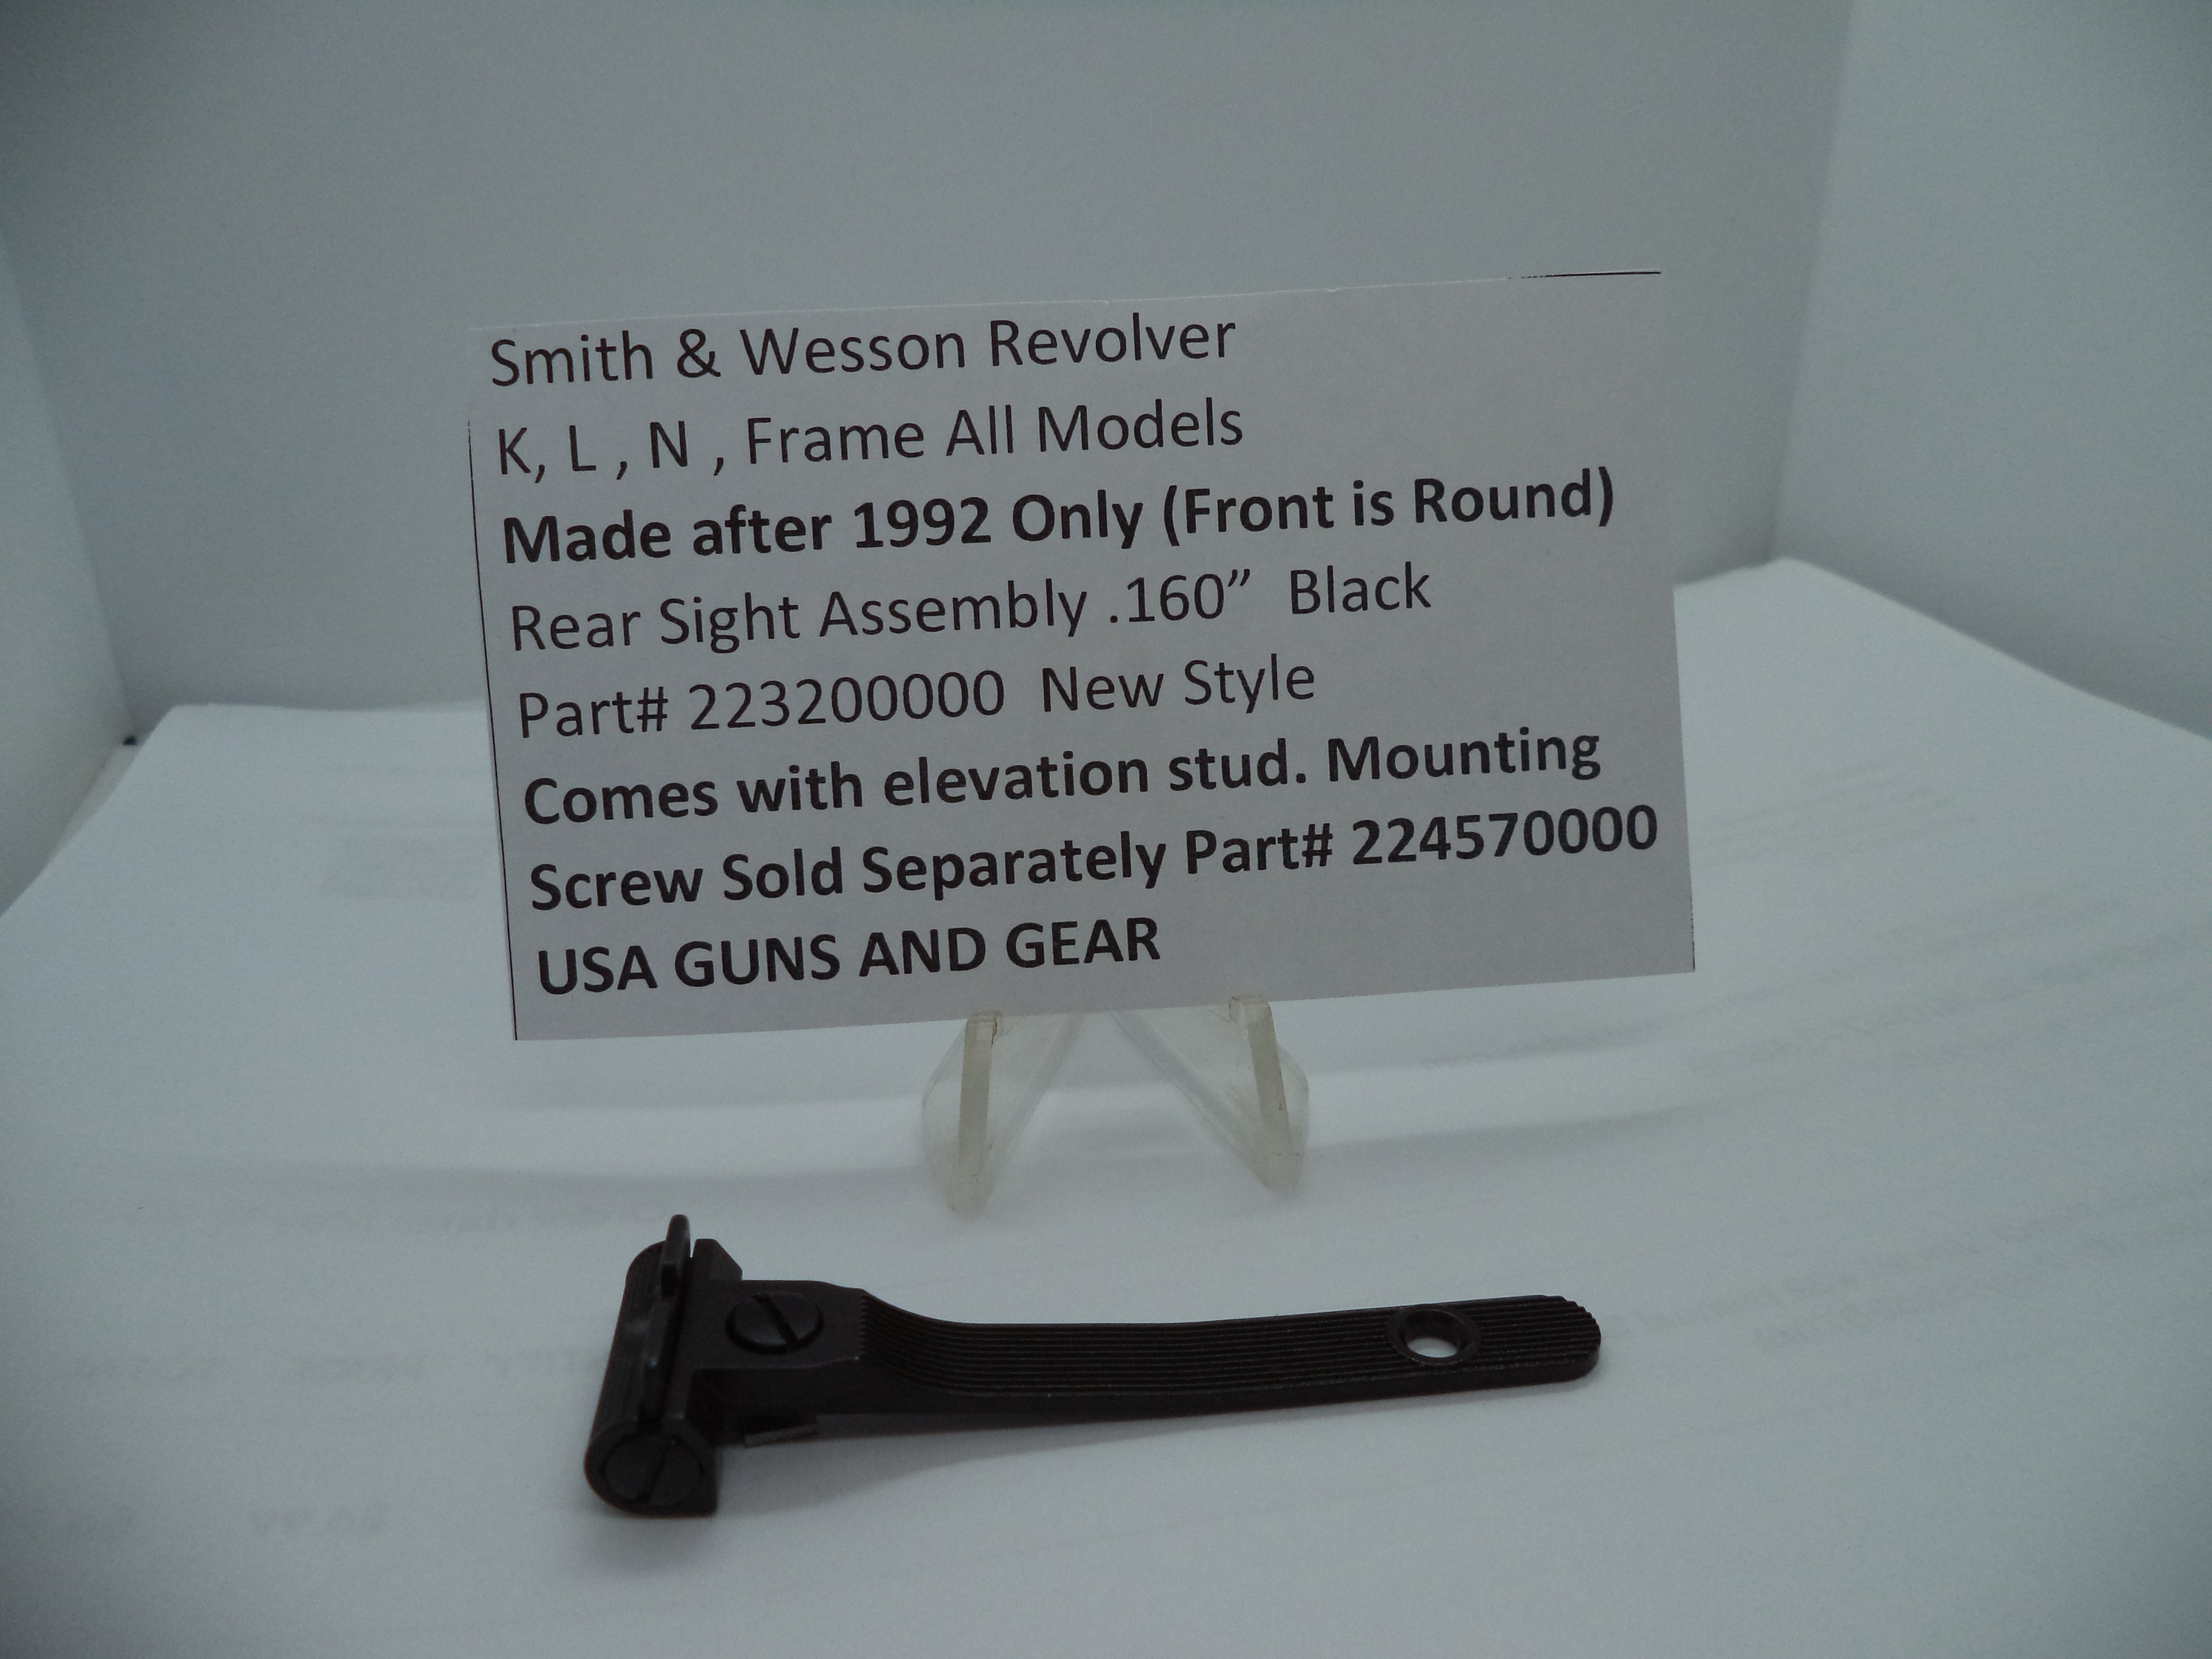 Smith & Wesson Revolver
K, L , N , Frame All Models
Made after 1992 Only (Front is Round)
Rear Sight Assembly .160” Black
Part# 223200000 New Style
Comes with elevation stud. Mounting
Screw Sold Separately Part# 224570000
USA GUNS AND GEAR